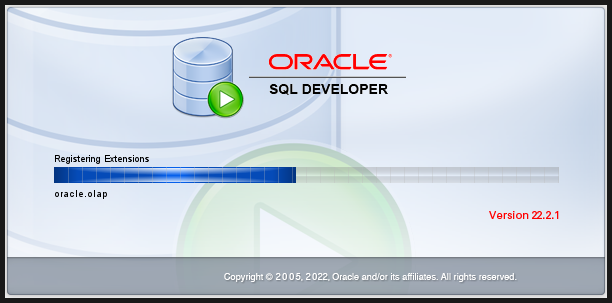 ORACLE®
SQL DEVELOPER
Registering Extensions
oracle.olap
Version 22.2.1
Copyright © 2005, 2022, Oracle and/or its affiliates. All rights reserved.